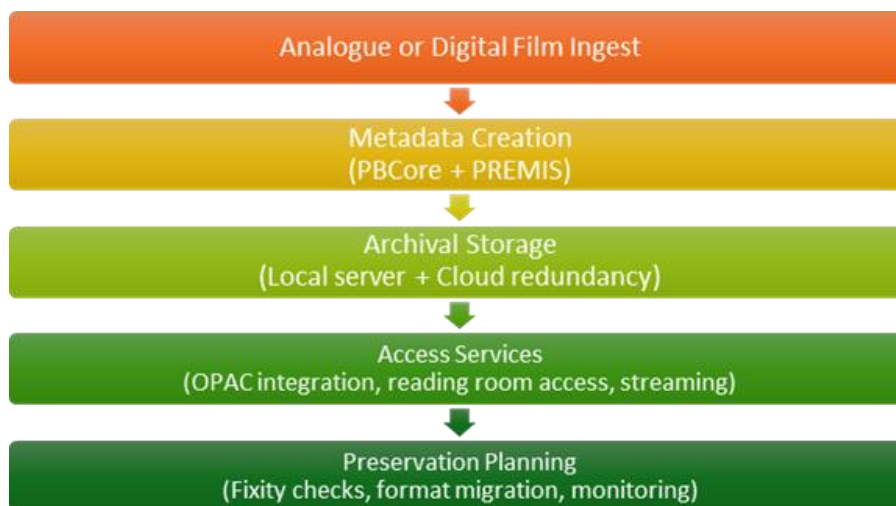 Analogue or Digital Film Ingest
Metadata Creation
(PBCore + PREMIS)
Archival Storage
(Local server + Cloud redundancy)
Access Services
(OPAC integration, reading room access, streaming)
Preservation Planning
(Fixity checks, format migration, monitoring)